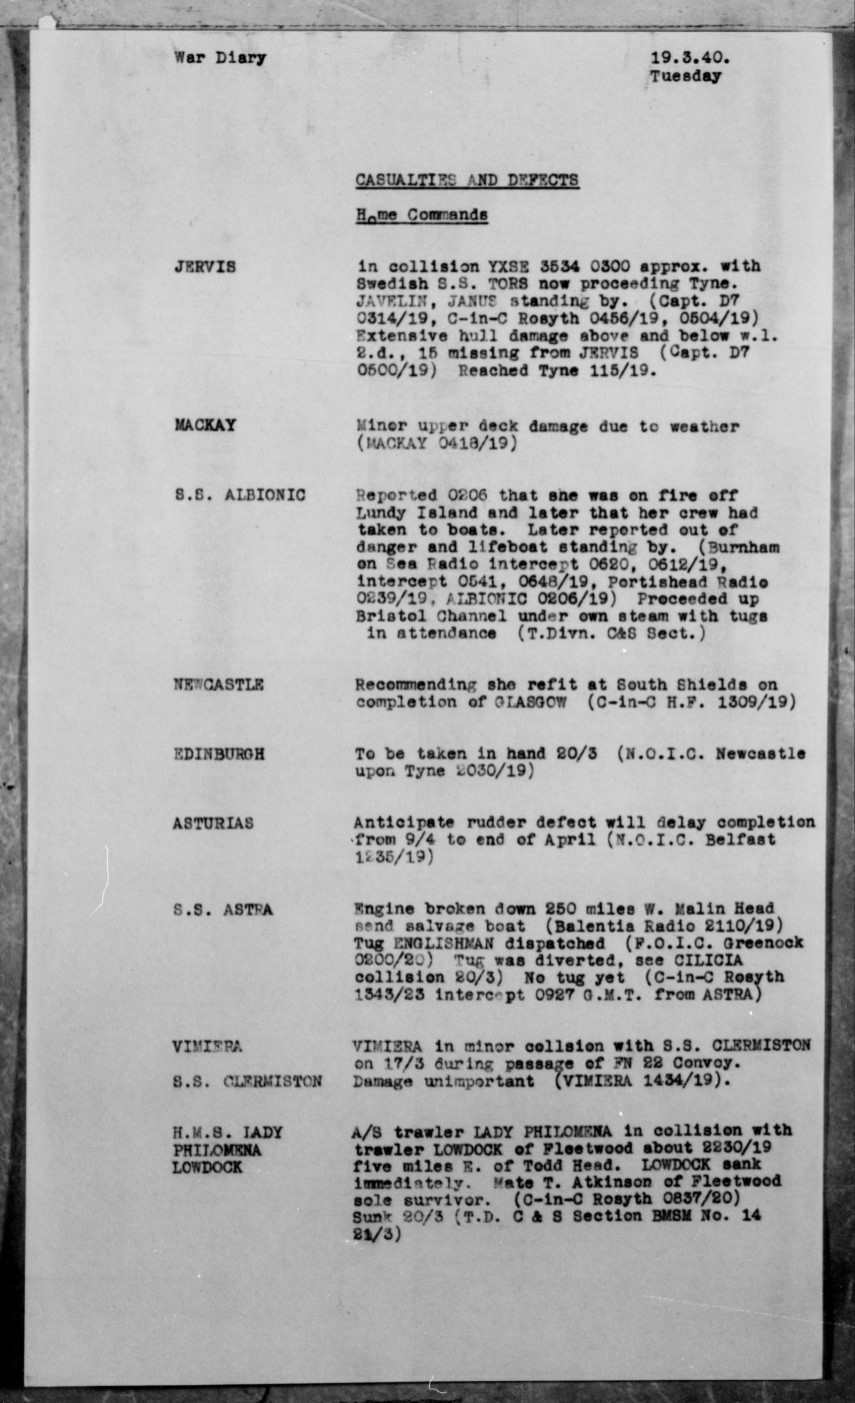 War Diary 19.3.40.
Tuesday
CASUALTIES AND DEFECTS
Home Commands
JERVIS in collision YXSE 3534 0300 approx. with
Swedish S.S. TORS now proceeding Tyne.
JAVELIN, JANUS standing by. (Capt. D7
0314/19, C-in-C Rosyth 0456/19, 0504/19)
Extensive hull damage above and below w.l.
2.d., 15 missing from JERVIS (Capt. D7
0500/19) Reached Tyne 115/19.
MACKAY Minor upper deck damage due to weather
(MACKAY 0418/19)
S.S. ALBIONIC Reported 0206 that she was on fire off
Lundy Island and later that her crew had
taken to boats. Later reported out of
danger and lifeboat standing by. (Burnham
on Sea Radio intercept 0620, 0612/19,
intercept 0541, 0648/19, Portishead Radio
0239/19, ALBIONIC 0206/19) Proceeded up
Bristol Channel under own steam with tugs
in attendance (T.Divn. C&S Sect.)
NEWCASTLE Recommending she refit at South Shields on
completion of GLASGOW (C-in-C H.F. 1309/19)
EDINBURGH To be taken in hand 20/3 (N.O.I.C. Newcastle
upon Tyne 2030/19)
ASTURIAS Anticipate rudder defect will delay completion
from 9/4 to end of April (N.O.I.C. Belfast
1235/19)
S.S. ASTRA Engine broken down 250 miles W. Malin Head
send salvage boat (Balentia Radio 2110/19)
Tug ENGLISHMAN dispatched (F.O.I.C. Greenock
0200/20) Tug was diverted, see CILICIA
collision 20/3) No tug yet (C-in-C Rosyth
1343/23 intercept 0927 G.M.T. from ASTRA)
VIMIERA VIMIERA in minor collsion with S.S. CLERMISTON
on 17/3 during passage of FN 22 Convoy.
S.S. CLERMISTON Damage unimportant (VIMIERA 1434/19).
H.M.S. LADY A/S trawler LADY PHILOMENA in collision with
PHILOMENA trawler LOWDOCK of Fleetwood about 2230/19
LOWDOCK five miles E. of Todd Head. LOWDOCK sank
immediately. Mate T. Atkinson of Fleetwood
sole survivor. (C-in-C Rosyth 0837/20)
Sunk 20/3 (T.D. C & S Section BMSM No. 14
21/3)